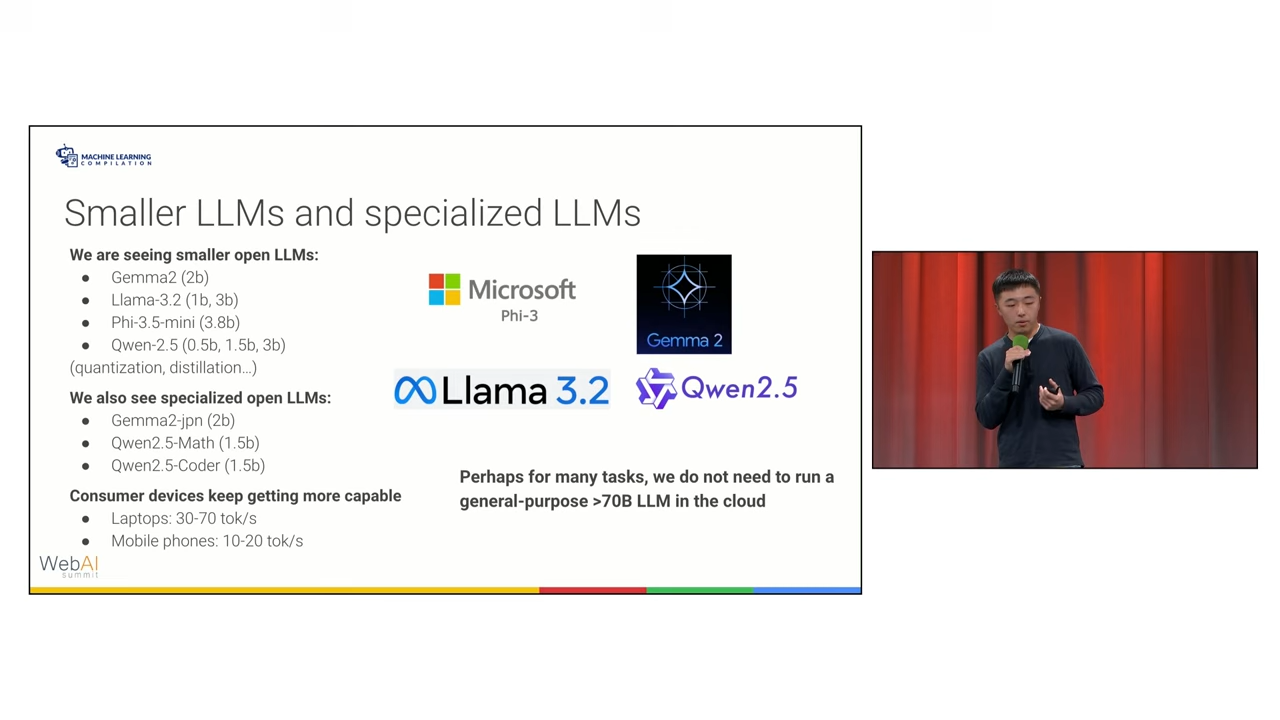 MACHINE LEARNING
COMPILATION
Smaller LLMs and specialized LLMs
We are seeing smaller open LLMs:
● Gemma2 (2b)
● Llama-3.2 (1b, 3b)
● Phi-3.5-mini (3.8b)
● Qwen-2.5 (0.5b, 1.5b, 3b)
(quantization, distillation…)
We also see specialized open LLMs:
● Gemma2-jpn (2b)
● Qwen2.5-Math (1.5b)
● Qwen2.5-Coder (1.5b)
Consumer devices keep getting more capable
● Laptops: 30-70 tok/s
● Mobile phones: 10-20 tok/s
Microsoft
Phi-3
Gemma 2
Llama 3.2
Qwen2.5
Perhaps for many tasks, we do not need to run a
general-purpose >70B LLM in the cloud
WebAI
summit